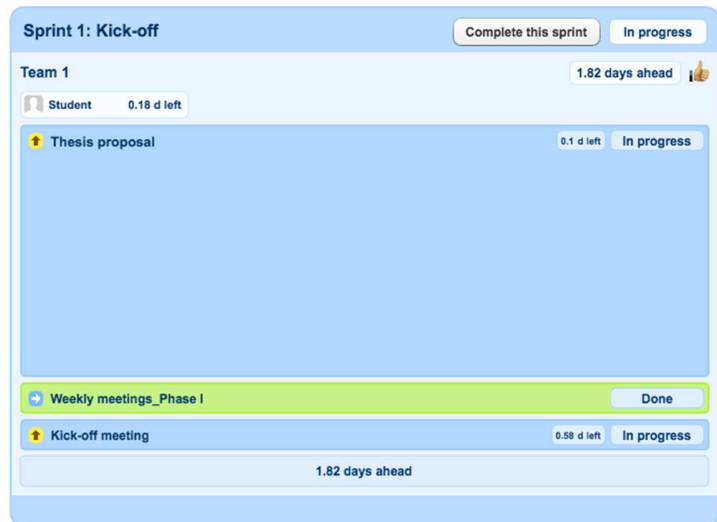 Sprint 1: Kick-off Complete this sprint In progress
Team 1 1.82 days ahead
Student 0.18 d left
Thesis proposal 0.1 d left In progress
Weekly meetings_Phase I Done
Kick-off meeting 0.58 d left In progress
1.82 days ahead